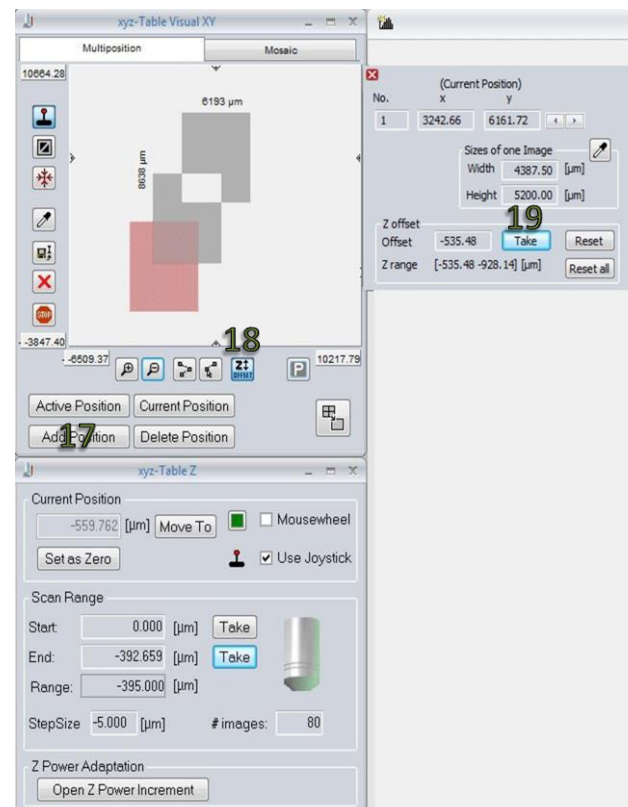 xyz-Table Visual XY
Multiposition Mosaic
10664.28
6193 µm
8638 µm
STOP
-3847.40
-6509.37 10217.79
18
Z OFFSET
P
Active Position Current Position
Add Position Delete Position
17
(Current Position)
No. x y
1 3242.66 6161.72
Sizes of one Image
Width 4387.50 [µm]
Height 5200.00 [µm]
19
Z offset
Offset -535.48 Take Reset
Z range [-535.48 -928.14] [µm] Reset all
xyz-Table Z
Current Position
-559.762 [µm] Move To Mousewheel
Set as Zero Use Joystick
Scan Range
Start: 0.000 [µm] Take
End: -392.659 [µm] Take
Range: -395.000 [µm]
StepSize -5.000 [µm] # images: 80
Z Power Adaptation
Open Z Power Increment